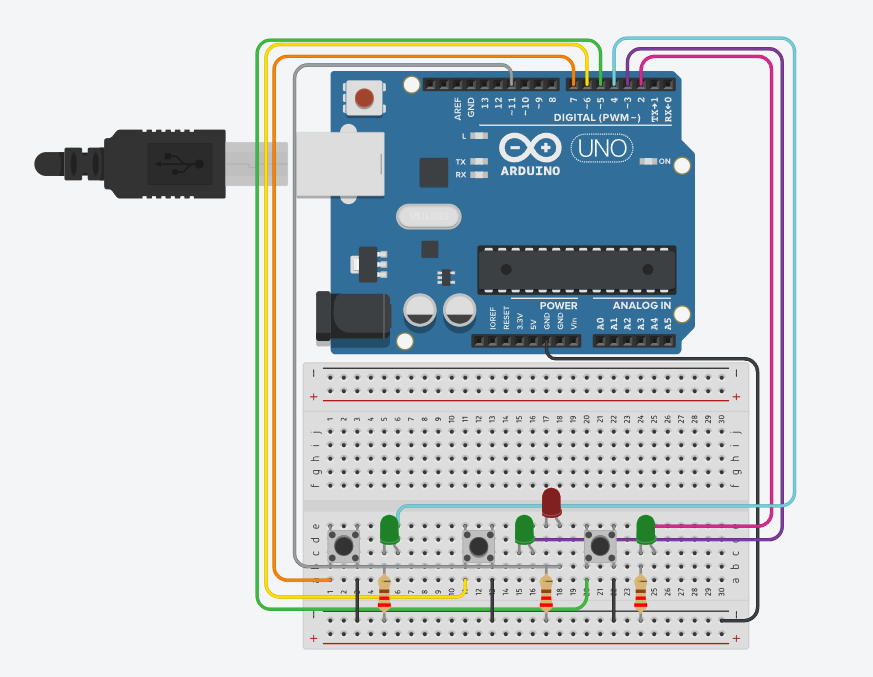 AREF
GND
13
12
~11
~10
~9
8
7
~6
~5
4
~3
2
TX→1
RX←0
DIGITAL (PWM~)
L
TX
RX
ARDUINO
UNO
ON
POWER
ANALOG IN
IOREF
RESET
3.3V
5V
GND
GND
Vin
A0
A1
A2
A3
A4
A5
− −
+ +
1 2 3 4 5 6 7 8 9 10 11 12 13 14 15 16 17 18 19 20 21 22 23 24 25 26 27 28 29 30
j j
i i
h h
g g
f f
e e
d d
c c
b b
a a
1 2 3 4 5 6 7 8 9 10 11 12 13 14 15 16 17 18 19 20 21 22 23 24 25 26 27 28 29 30
− −
+ +